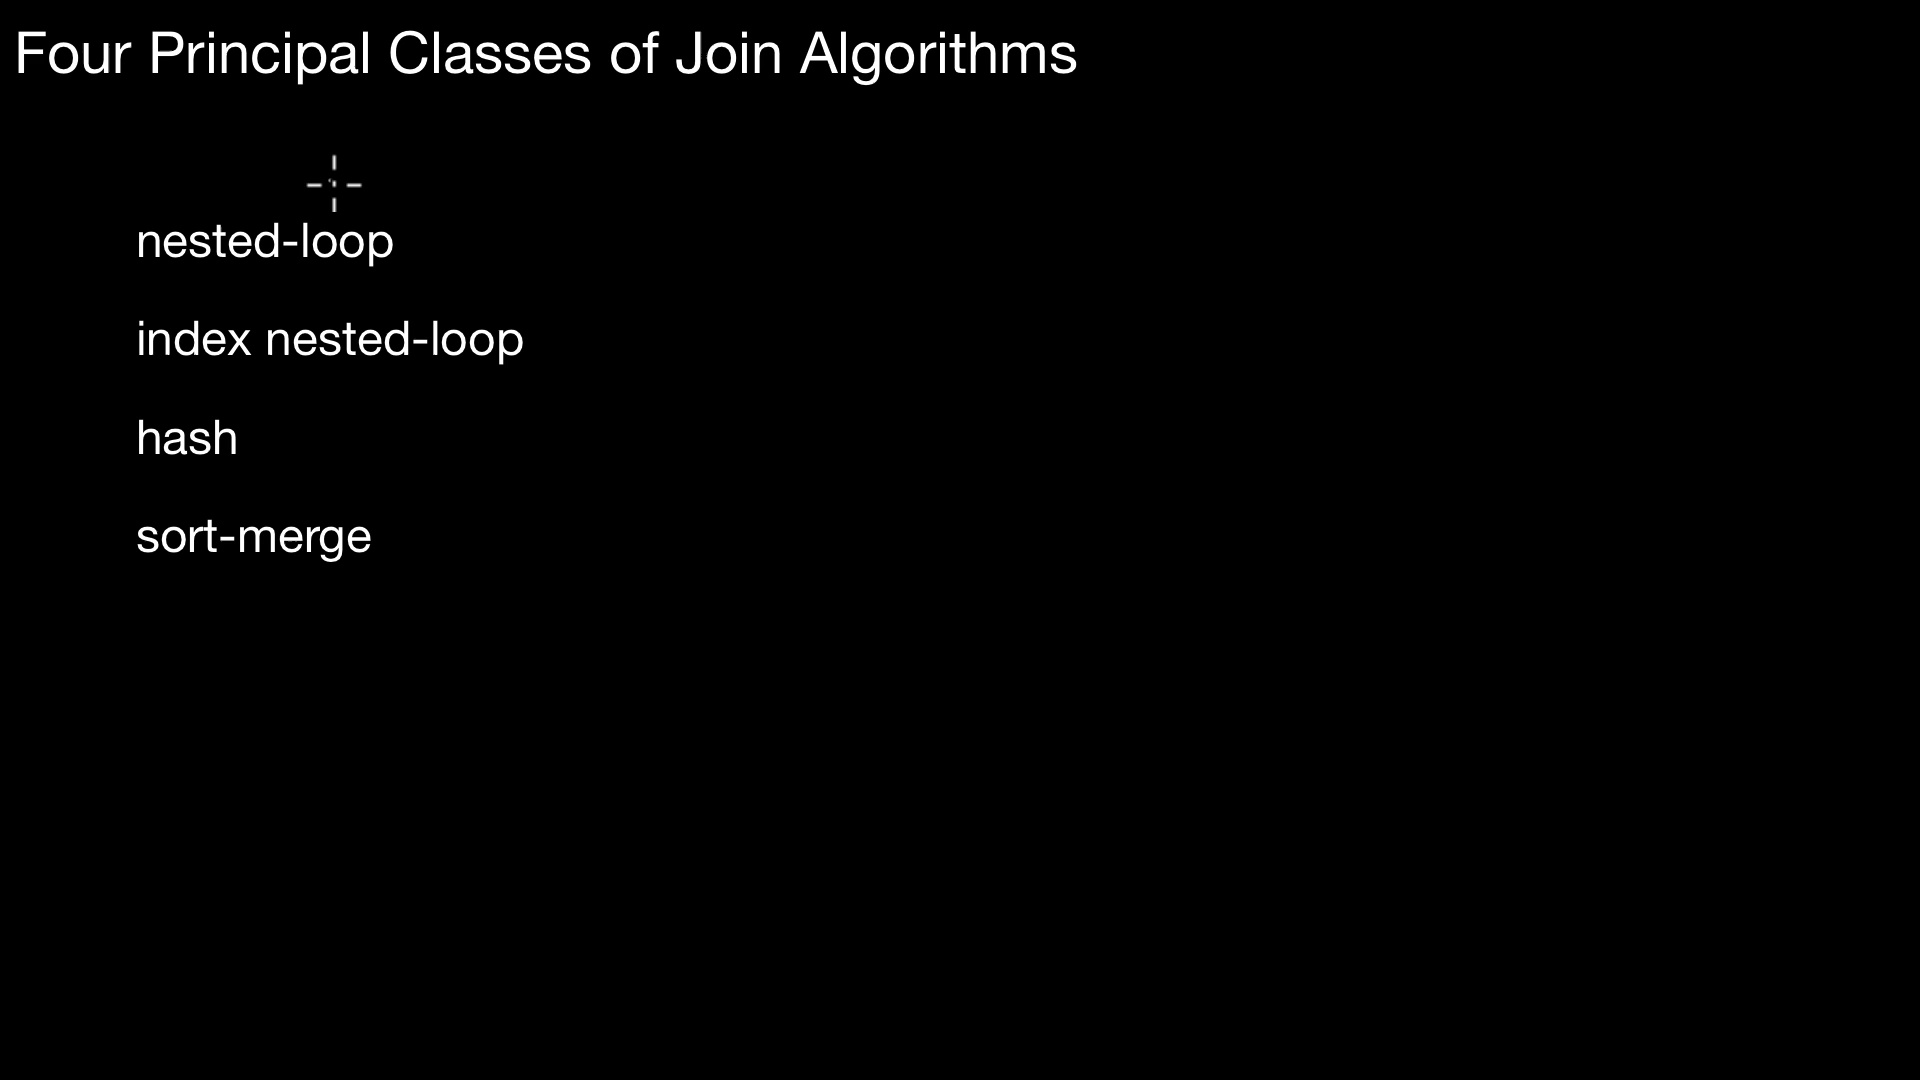 Four Principal Classes of Join Algorithms
nested-loop
index nested-loop
hash
sort-merge